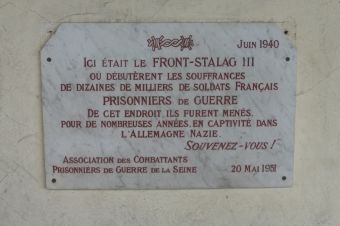 JUIN 1940
ICI ÉTAIT LE FRONT-STALAG III
OÙ DÉBUTÈRENT LES SOUFFRANCES
DE DIZAINES DE MILLIERS DE SOLDATS FRANÇAIS
PRISONNIERS DE GUERRE
DE CET ENDROIT, ILS FURENT MENÉS,
POUR DE NOMBREUSES ANNÉES, EN CAPTIVITÉ DANS
L'ALLEMAGNE NAZIE.
SOUVENEZ-VOUS!
ASSOCIATION DES COMBATTANTS
PRISONNIERS DE GUERRE DE LA SEINE 20 MAI 1951